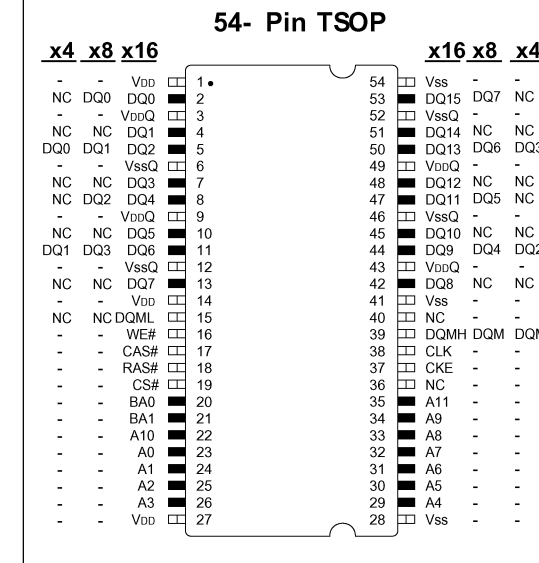 54- Pin TSOP
x4 x8 x16 x16 x8 x4
- - VDD 1 54 Vss - -
NC DQ0 DQ0 2 53 DQ15 DQ7 NC
- - VDDQ 3 52 VssQ - -
NC NC DQ1 4 51 DQ14 NC NC
DQ0 DQ1 DQ2 5 50 DQ13 DQ6 DQ3
- - VssQ 6 49 VDDQ - -
NC NC DQ3 7 48 DQ12 NC NC
NC DQ2 DQ4 8 47 DQ11 DQ5 NC
- - VDDQ 9 46 VssQ - -
NC NC DQ5 10 45 DQ10 NC NC
DQ1 DQ3 DQ6 11 44 DQ9 DQ4 DQ2
- - VssQ 12 43 VDDQ - -
NC NC DQ7 13 42 DQ8 NC NC
- - VDD 14 41 Vss - -
NC NC DQML 15 40 NC - -
- - WE# 16 39 DQMH DQM DQM
- - CAS# 17 38 CLK - -
- - RAS# 18 37 CKE - -
- - CS# 19 36 NC - -
- - BA0 20 35 A11 - -
- - BA1 21 34 A9 - -
- - A10 22 33 A8 - -
- - A0 23 32 A7 - -
- - A1 24 31 A6 - -
- - A2 25 30 A5 - -
- - A3 26 29 A4 - -
- - VDD 27 28 Vss - -